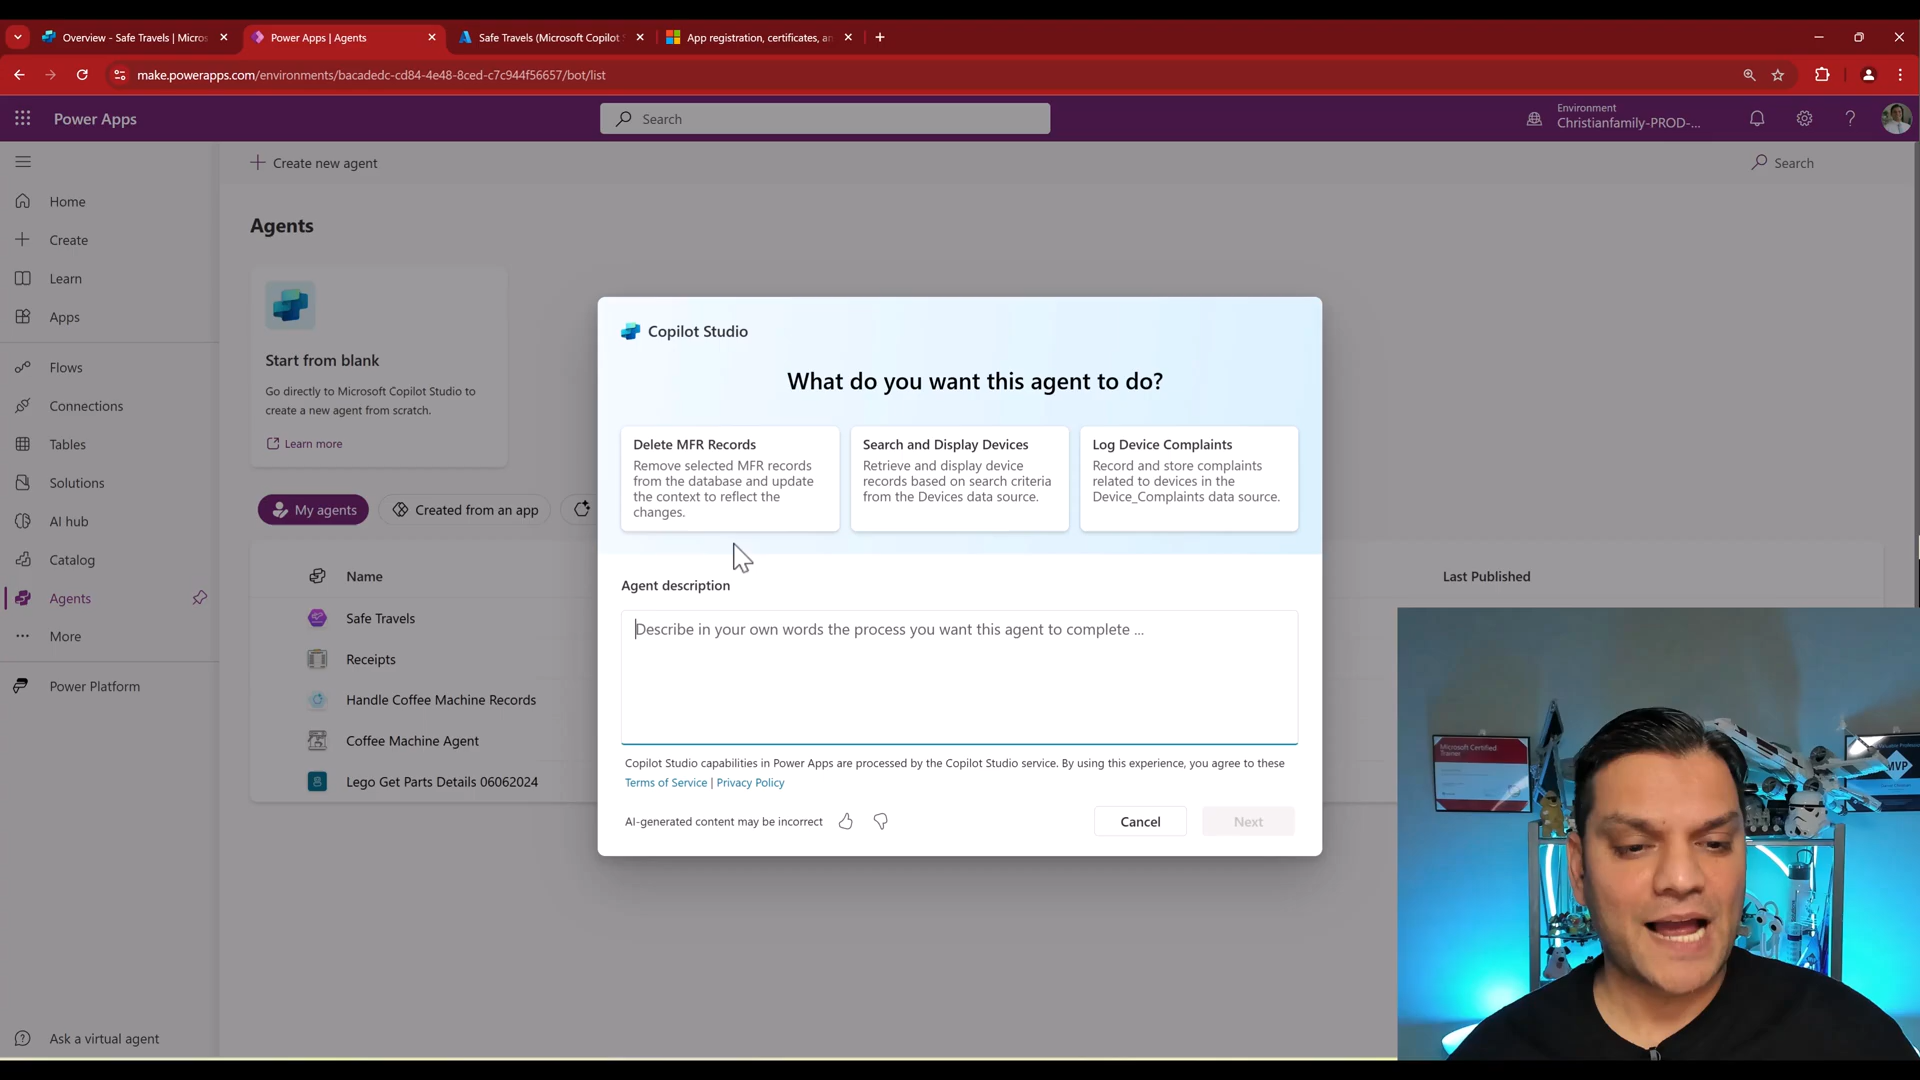 Overview - Safe Travels | Micros
Power Apps | Agents
Safe Travels (Microsoft Copilot S
App registration, certificates, an
make.powerapps.com/environments/bacadedc-cd84-4e48-8ced-c7c944f56657/bot/list
Power Apps
Search
Environment
Christianfamily-PROD-...
Create new agent
Search
Home
Create
Learn
Apps
Flows
Connections
Tables
Solutions
AI hub
Catalog
Agents
More
Power Platform
Ask a virtual agent
Agents
Start from blank
Go directly to Microsoft Copilot Studio to
create a new agent from scratch.
Learn more
My agents
Created from an app
Name
Last Published
Safe Travels
Receipts
Handle Coffee Machine Records
Coffee Machine Agent
Lego Get Parts Details 06062024
Copilot Studio
What do you want this agent to do?
Delete MFR Records
Remove selected MFR records
from the database and update
the context to reflect the
changes.
Search and Display Devices
Retrieve and display device
records based on search criteria
from the Devices data source.
Log Device Complaints
Record and store complaints
related to devices in the
Device_Complaints data source.
Agent description
Describe in your own words the process you want this agent to complete ...
Copilot Studio capabilities in Power Apps are processed by the Copilot Studio service. By using this experience, you agree to these
Terms of Service | Privacy Policy
AI-generated content may be incorrect
Cancel
Next
Microsoft Certified
Trainer
MVP